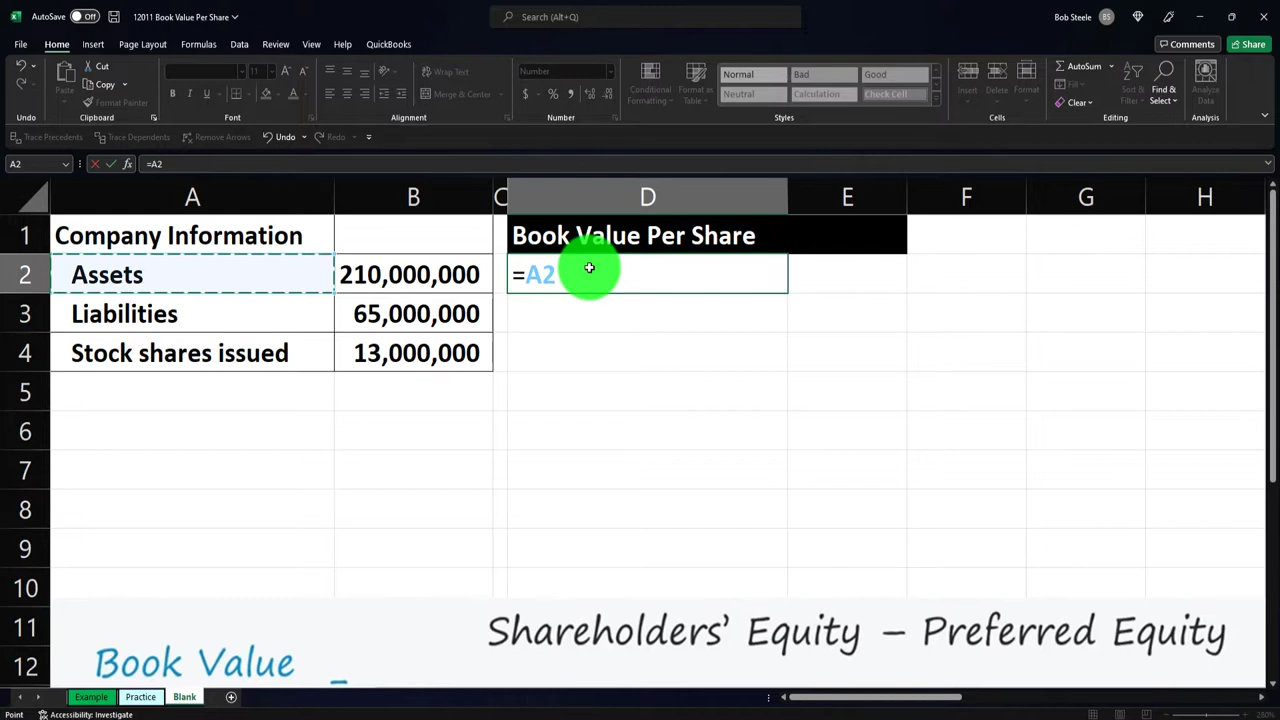 AutoSave Off 12011 Book Value Per Share Search (Alt+Q) Bob Steele BS
File Home Insert Page Layout Formulas Data Review View Help QuickBooks Comments Share
Undo
Paste Cut Copy Format Painter Clipboard
11 B I U Font
Wrap Text Merge & Center Alignment
Number $ % Number
Conditional Formatting Format as Table
Normal Bad Good
Neutral Calculation Check Cell
Styles
Insert Delete Format Cells
AutoSum Fill Clear Sort & Filter Find & Select Editing
Analyze Data Analysis
Trace Precedents Trace Dependents Remove Arrows Undo Redo
A2 fx =A2
A B C D E F G H
1 Company Information Book Value Per Share
2 Assets 210,000,000 =A2
3 Liabilities 65,000,000
4 Stock shares issued 13,000,000
5
6
7
8
9
10
11 Shareholders' Equity – Preferred Equity
12 Book Value
Example Practice Blank
Point Accessibility: Investigate 280%